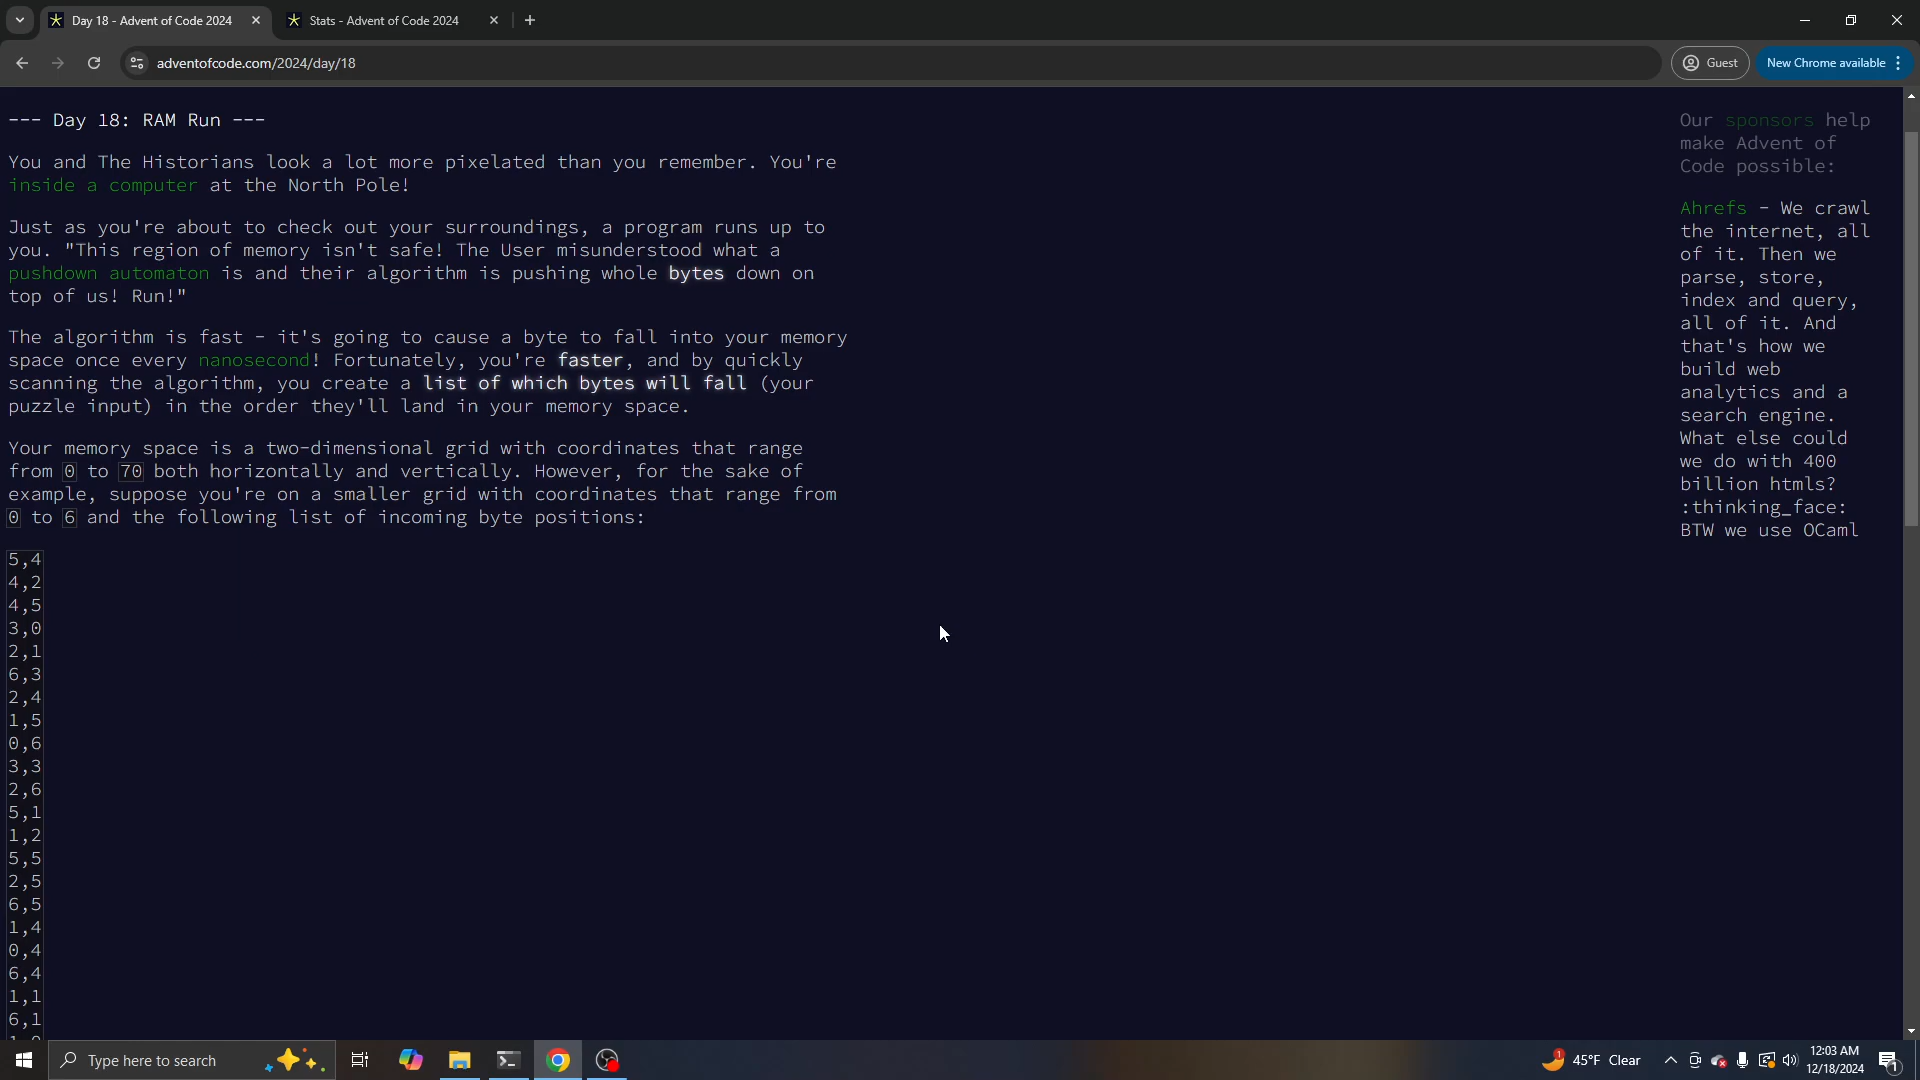 Day 18 - Advent of Code 2024
Stats - Advent of Code 2024
adventofcode.com/2024/day/18
Guest
New Chrome available
--- Day 18: RAM Run ---
You and The Historians look a lot more pixelated than you remember. You're
inside a computer at the North Pole!
Just as you're about to check out your surroundings, a program runs up to
you. "This region of memory isn't safe! The User misunderstood what a
pushdown automaton is and their algorithm is pushing whole bytes down on
top of us! Run!"
The algorithm is fast - it's going to cause a byte to fall into your memory
space once every nanosecond! Fortunately, you're faster, and by quickly
scanning the algorithm, you create a list of which bytes will fall (your
puzzle input) in the order they'll land in your memory space.
Your memory space is a two-dimensional grid with coordinates that range
from 0 to 70 both horizontally and vertically. However, for the sake of
example, suppose you're on a smaller grid with coordinates that range from
0 to 6 and the following list of incoming byte positions:
5,4
4,2
4,5
3,0
2,1
6,3
2,4
1,5
0,6
3,3
2,6
5,1
1,2
5,5
2,5
6,5
1,4
0,4
6,4
1,1
6,1
Our sponsors help
make Advent of
Code possible:
Ahrefs - We crawl
the internet, all
of it. Then we
parse, store,
index and query,
all of it. And
that's how we
build web
analytics and a
search engine.
What else could
we do with 400
billion htmls?
:thinking_face:
BTW we use OCaml
Type here to search
1
45°F Clear
12:03 AM
12/18/2024
1